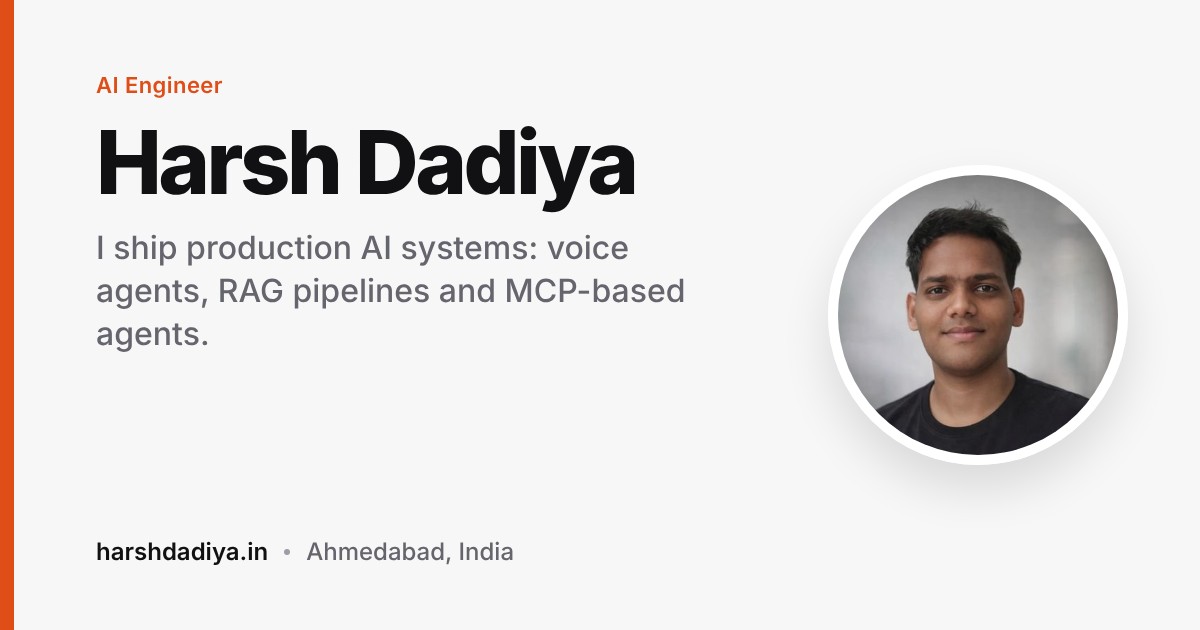 AI Engineer
Harsh Dadiya
I ship production AI systems: voice
agents, RAG pipelines and MCP-based
agents.
harshdadiya.in • Ahmedabad, India